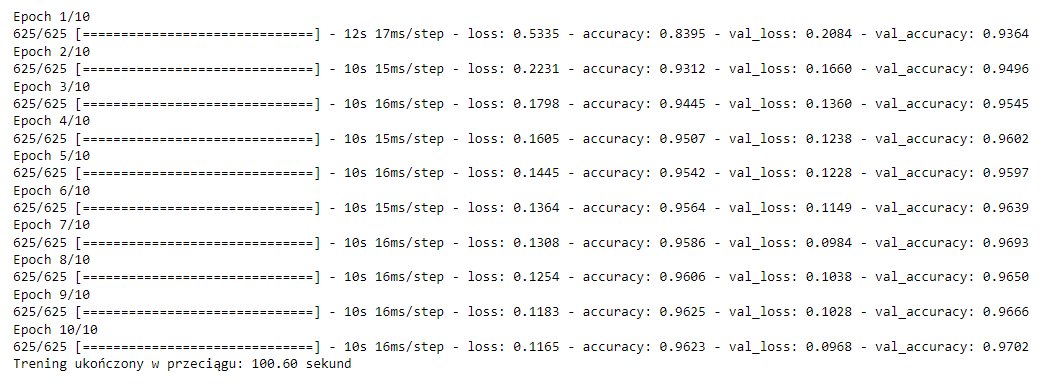 Epoch 1/10
625/625 [==============================] - 12s 17ms/step - loss: 0.5335 - accuracy: 0.8395 - val_loss: 0.2084 - val_accuracy: 0.9364
Epoch 2/10
625/625 [==============================] - 10s 15ms/step - loss: 0.2231 - accuracy: 0.9312 - val_loss: 0.1660 - val_accuracy: 0.9496
Epoch 3/10
625/625 [==============================] - 10s 16ms/step - loss: 0.1798 - accuracy: 0.9445 - val_loss: 0.1360 - val_accuracy: 0.9545
Epoch 4/10
625/625 [==============================] - 10s 15ms/step - loss: 0.1605 - accuracy: 0.9507 - val_loss: 0.1238 - val_accuracy: 0.9602
Epoch 5/10
625/625 [==============================] - 10s 16ms/step - loss: 0.1445 - accuracy: 0.9542 - val_loss: 0.1228 - val_accuracy: 0.9597
Epoch 6/10
625/625 [==============================] - 10s 15ms/step - loss: 0.1364 - accuracy: 0.9564 - val_loss: 0.1149 - val_accuracy: 0.9639
Epoch 7/10
625/625 [==============================] - 10s 16ms/step - loss: 0.1308 - accuracy: 0.9586 - val_loss: 0.0984 - val_accuracy: 0.9693
Epoch 8/10
625/625 [==============================] - 10s 16ms/step - loss: 0.1254 - accuracy: 0.9606 - val_loss: 0.1038 - val_accuracy: 0.9650
Epoch 9/10
625/625 [==============================] - 10s 16ms/step - loss: 0.1183 - accuracy: 0.9625 - val_loss: 0.1028 - val_accuracy: 0.9666
Epoch 10/10
625/625 [==============================] - 10s 16ms/step - loss: 0.1165 - accuracy: 0.9623 - val_loss: 0.0968 - val_accuracy: 0.9702
Trening ukończony w przeciągu: 100.60 sekund